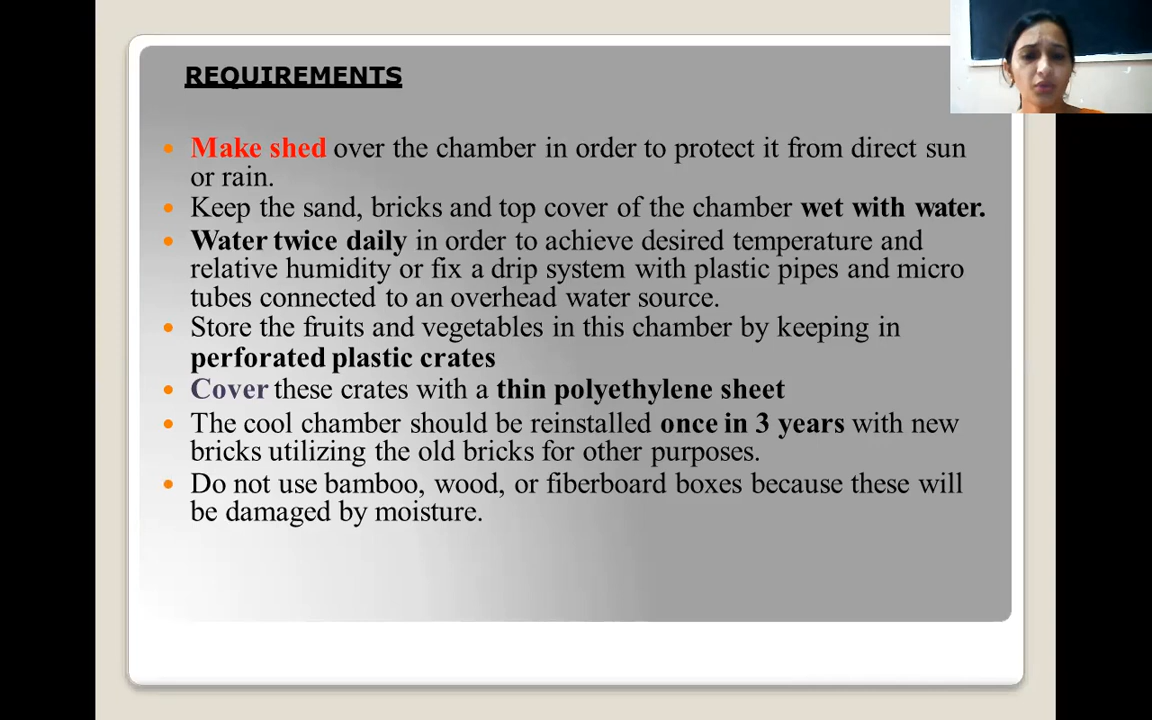 REQUIREMENTS
Make shed over the chamber in order to protect it from direct sun
or rain.
Keep the sand, bricks and top cover of the chamber wet with water.
Water twice daily in order to achieve desired temperature and
relative humidity or fix a drip system with plastic pipes and micro
tubes connected to an overhead water source.
Store the fruits and vegetables in this chamber by keeping in
perforated plastic crates
Cover these crates with a thin polyethylene sheet
The cool chamber should be reinstalled once in 3 years with new
bricks utilizing the old bricks for other purposes.
Do not use bamboo, wood, or fiberboard boxes because these will
be damaged by moisture.